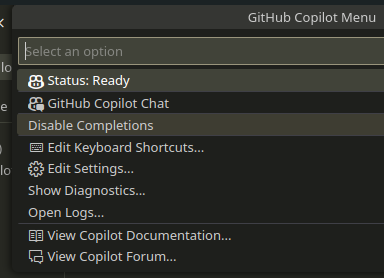 GitHub Copilot Menu
Select an option
Status: Ready
GitHub Copilot Chat
Disable Completions
Edit Keyboard Shortcuts...
Edit Settings...
Show Diagnostics...
Open Logs...
View Copilot Documentation...
View Copilot Forum...